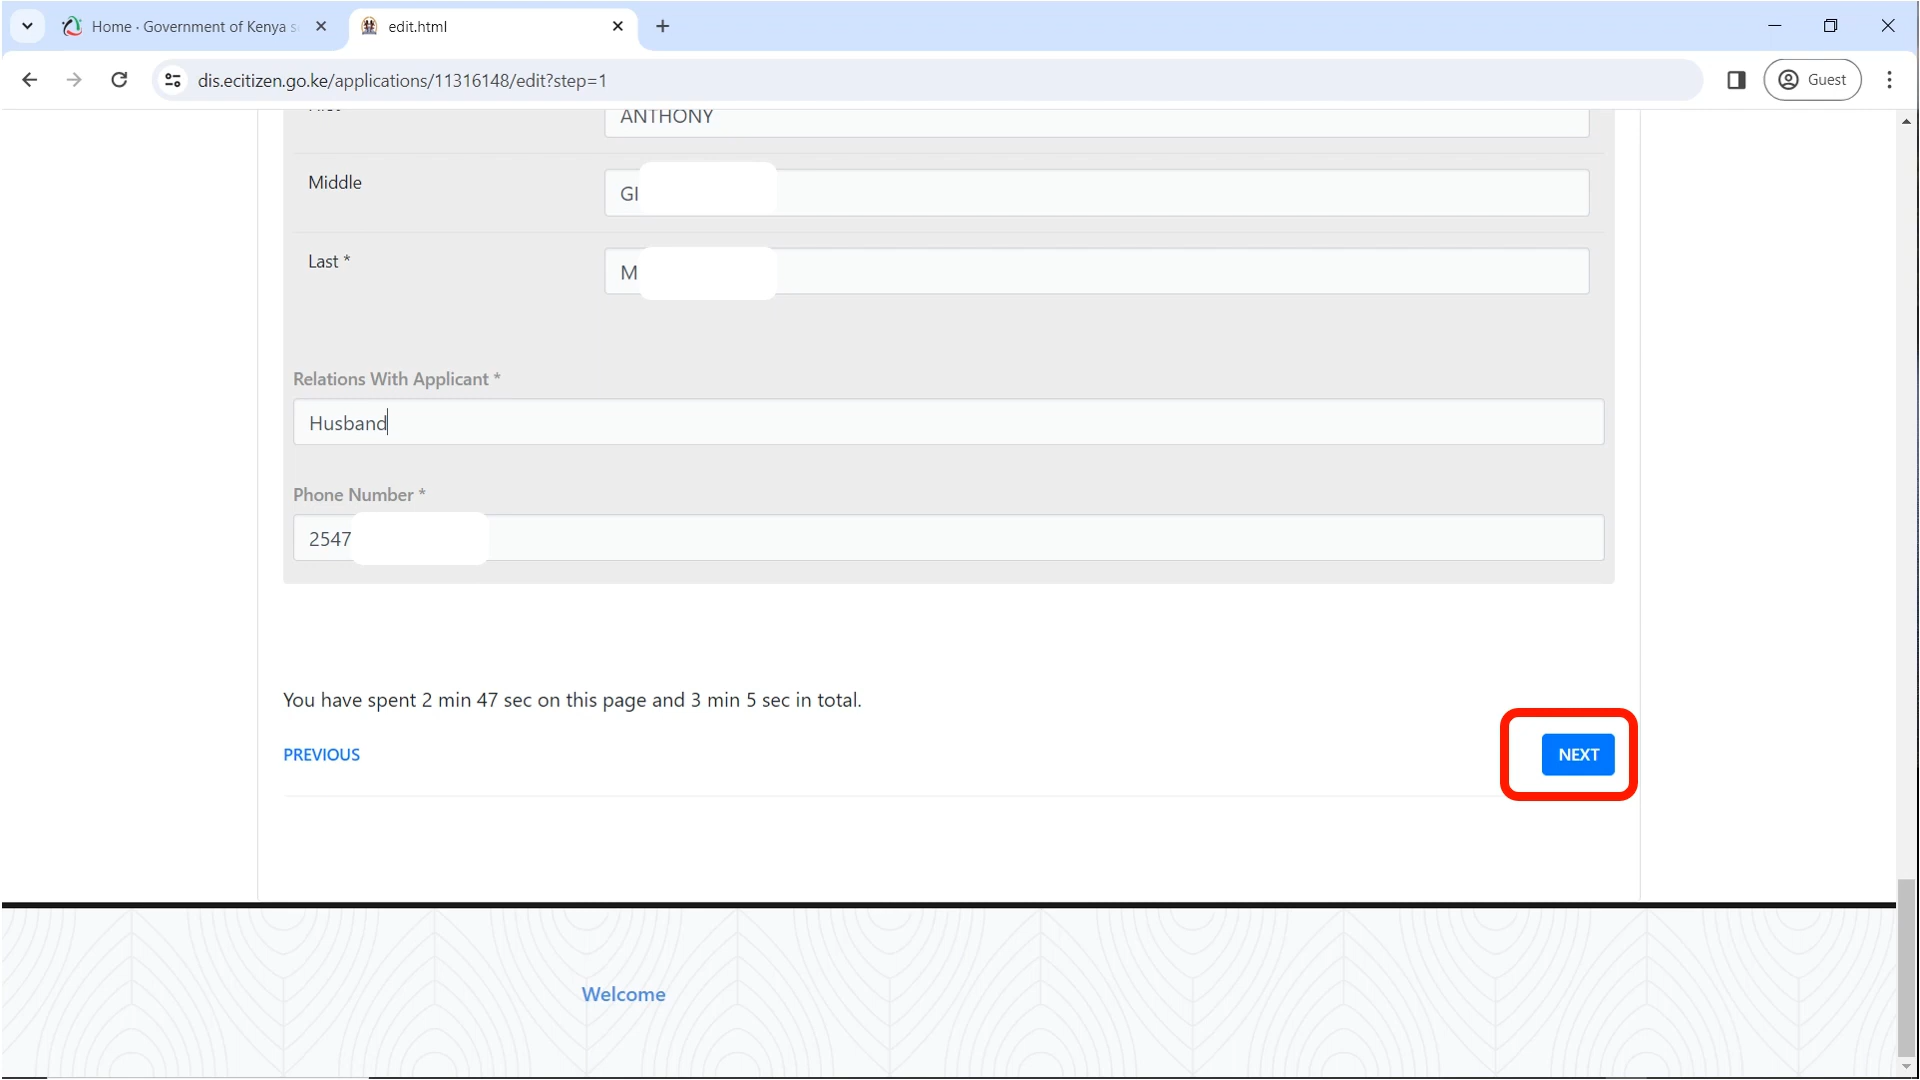 Home · Government of Kenya s
edit.html
dis.ecitizen.go.ke/applications/11316148/edit?step=1
Guest
ANTHONY
Middle
GI
Last *
M
Relations With Applicant *
Husband
Phone Number *
2547
You have spent 2 min 47 sec on this page and 3 min 5 sec in total.
PREVIOUS
NEXT
Welcome